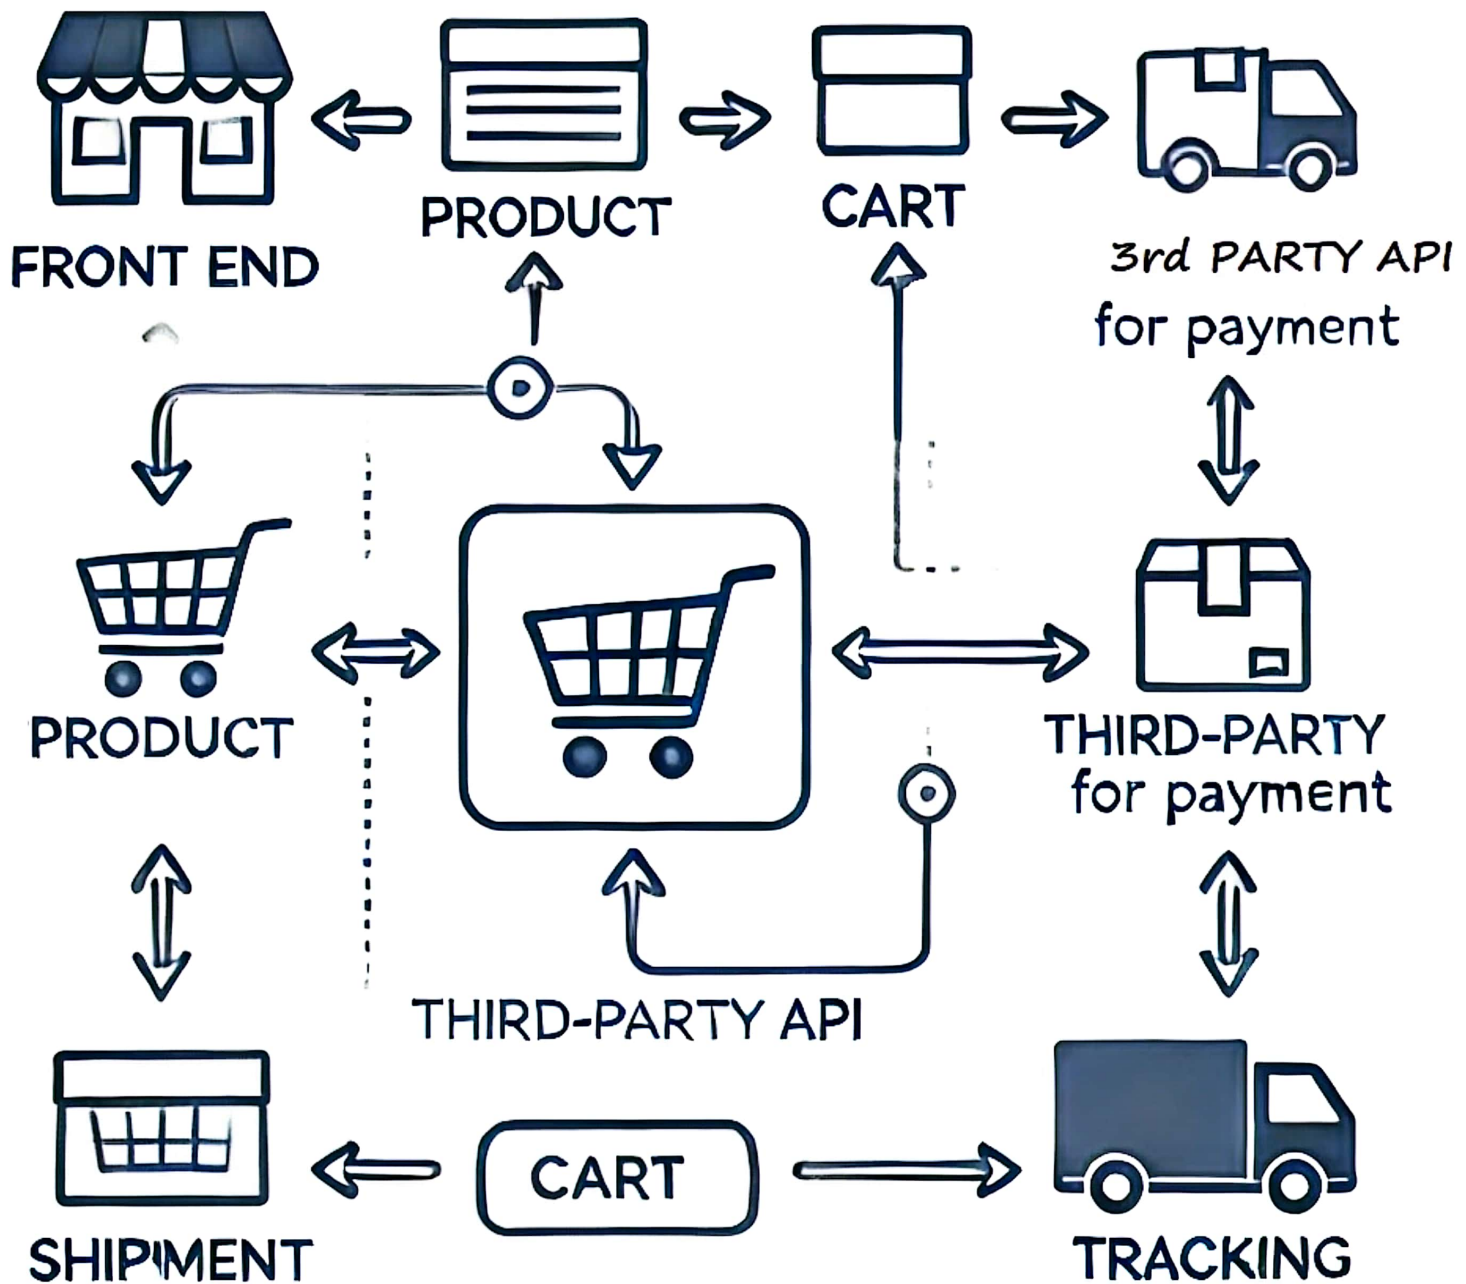 FRONT END
PRODUCT
CART
3rd PARTY API
for payment
PRODUCT
THIRD-PARTY
for payment
THIRD-PARTY API
SHIPMENT
CART
TRACKING